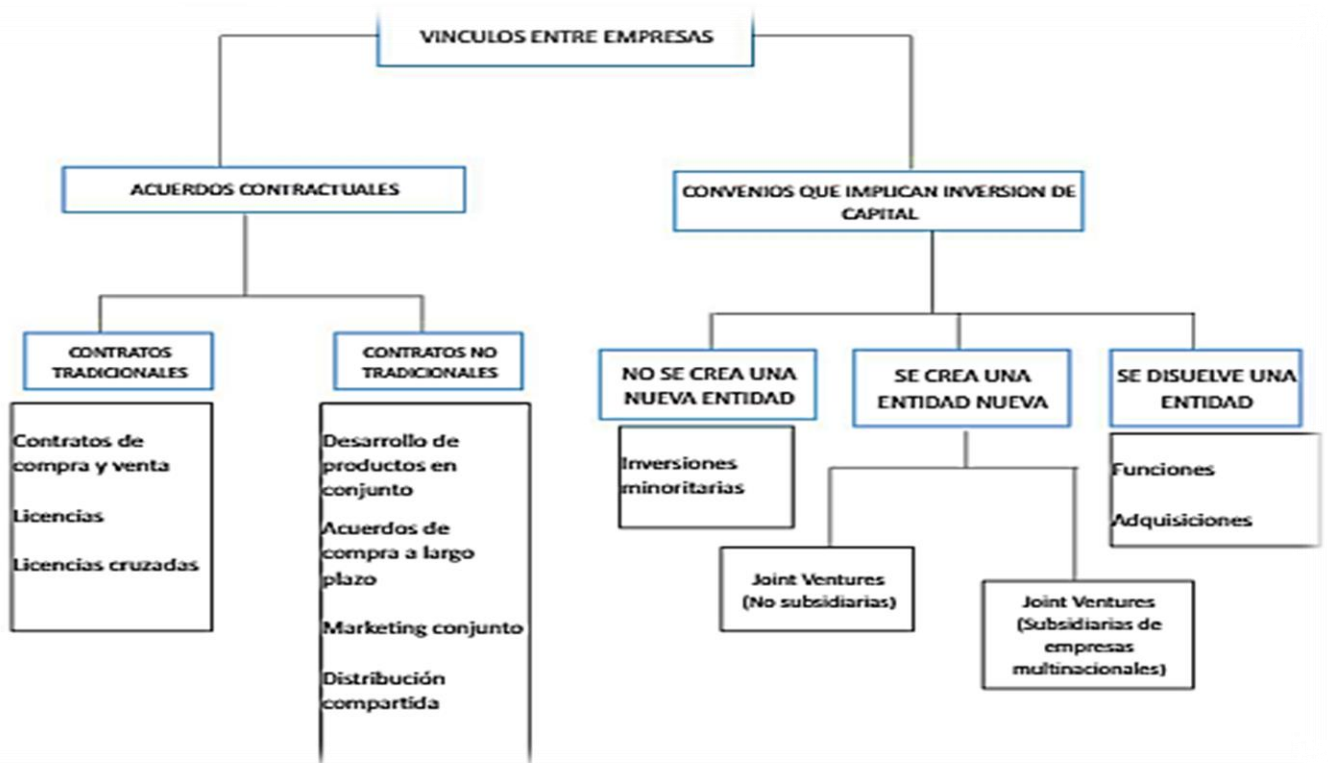 VINCULOS ENTRE EMPRESAS
ACUERDOS CONTRACTUALES
CONVENIOS QUE IMPLICAN INVERSION DE
CAPITAL
CONTRATOS
TRADICIONALES
CONTRATOS NO
TRADICIONALES
NO SE CREA UNA
NUEVA ENTIDAD
SE CREA UNA
ENTIDAD NUEVA
SE DISUELVE UNA
ENTIDAD
Contratos de
compra y venta
Licencias
Licencias cruzadas
Desarrollo de
productos en
conjunto
Acuerdos de
compra a largo
plazo
Marketing conjunto
Distribución
compartida
Inversiones
minoritarias
Joint Ventures
(No subsidiarias)
Joint Ventures
(Subsidiarias de
empresas
multinacionales)
Funciones
Adquisiciones